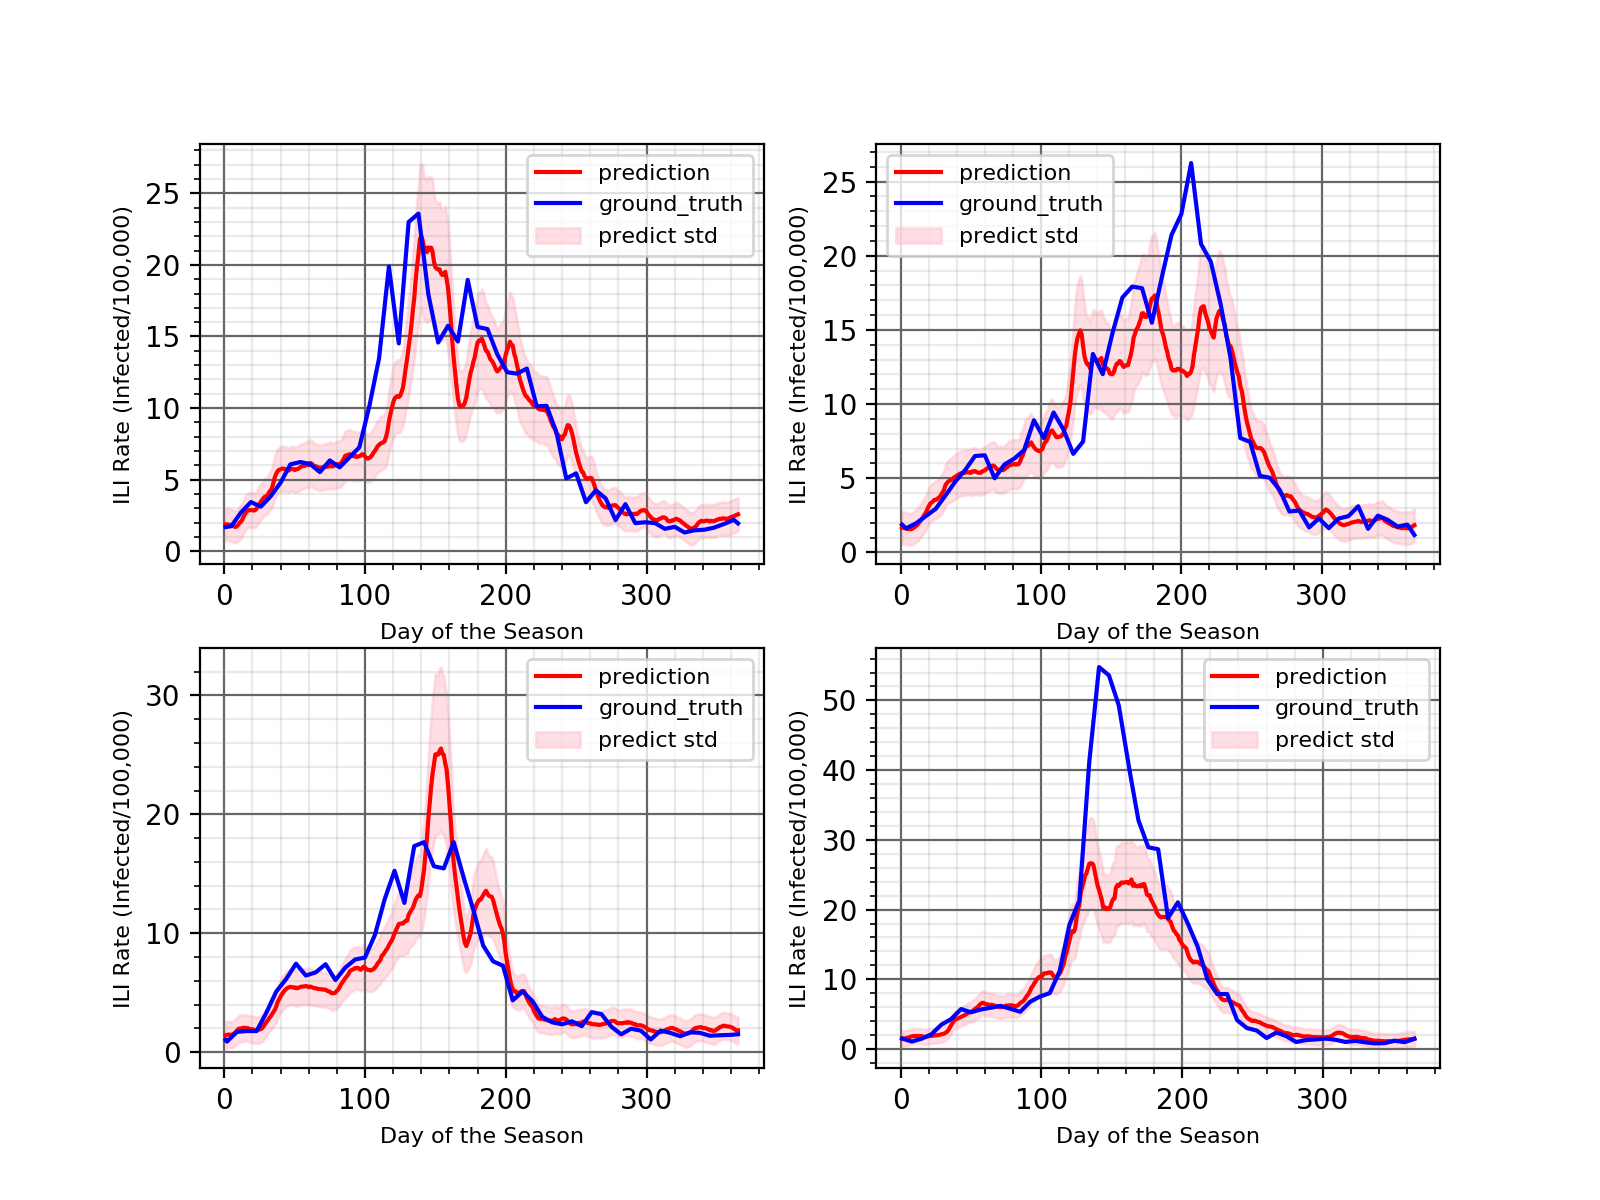 prediction
ground_truth
predict std
ILI Rate (Infected/100,000)
25
20
15
10
5
0
0 100 200 300
Day of the Season
prediction
ground_truth
predict std
ILI Rate (Infected/100,000)
25
20
15
10
5
0
0 100 200 300
Day of the Season
prediction
ground_truth
predict std
ILI Rate (Infected/100,000)
30
20
10
0
0 100 200 300
Day of the Season
prediction
ground_truth
predict std
ILI Rate (Infected/100,000)
50
40
30
20
10
0
0 100 200 300
Day of the Season